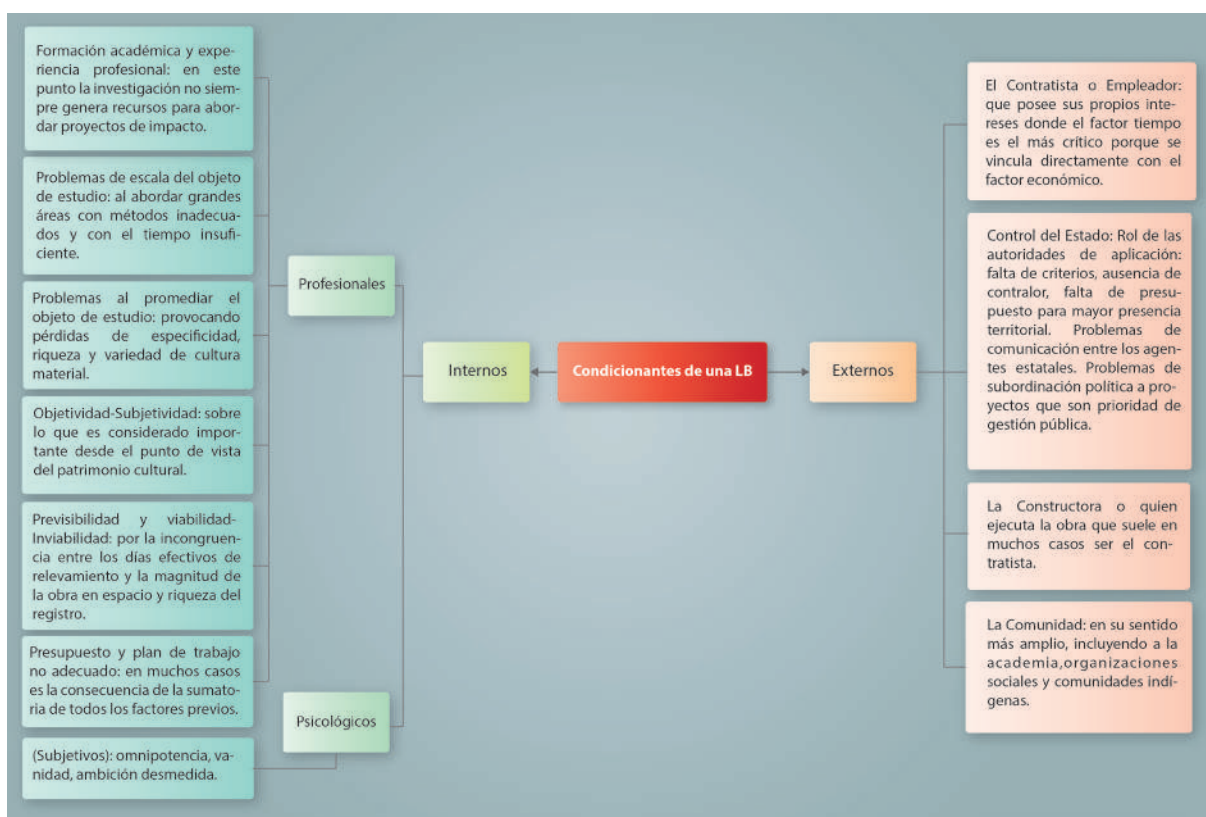 Formación académica y expe-
riencia profesional: en este
punto la investigación no siem-
pre genera recursos para abor-
dar proyectos de impacto.
Problemas de escala del objeto
de estudio: al abordar grandes
áreas con métodos inadecua-
dos y con el tiempo insufi-
ciente.
Problemas al promediar el
objeto de estudio: provocando
pérdidas de especificidad,
riqueza y variedad de cultura
material.
Objetividad-Subjetividad: sobre
lo que es considerado impor-
tante desde el punto de vista
del patrimonio cultural.
Previsibilidad y viabilidad-
Inviabilidad: por la incongruen-
cia entre los días efectivos de
relevamiento y la magnitud de
la obra en espacio y riqueza del
registro.
Presupuesto y plan de trabajo
no adecuado: en muchos casos
es la consecuencia de la sumato-
ria de todos los factores previos.
(Subjetivos): omnipotencia, va-
nidad, ambición desmedida.
Profesionales
Psicológicos
Internos
Condicionantes de una LB
Externos
El Contratista o Empleador:
que posee sus propios inte-
reses donde el factor tiempo
es el más crítico porque se
vincula directamente con el
factor económico.
Control del Estado: Rol de las
autoridades de aplicación:
falta de criterios, ausencia de
contralor, falta de presu-
puesto para mayor presencia
territorial. Problemas de
comunicación entre los agen-
tes estatales. Problemas de
subordinación política a pro-
yectos que son prioridad de
gestión pública.
La Constructora o quien
ejecuta la obra que suele en
muchos casos ser el con-
tratista.
La Comunidad: en su sentido
más amplio, incluyendo a la
academia,organizaciones
sociales y comunidades indí-
genas.